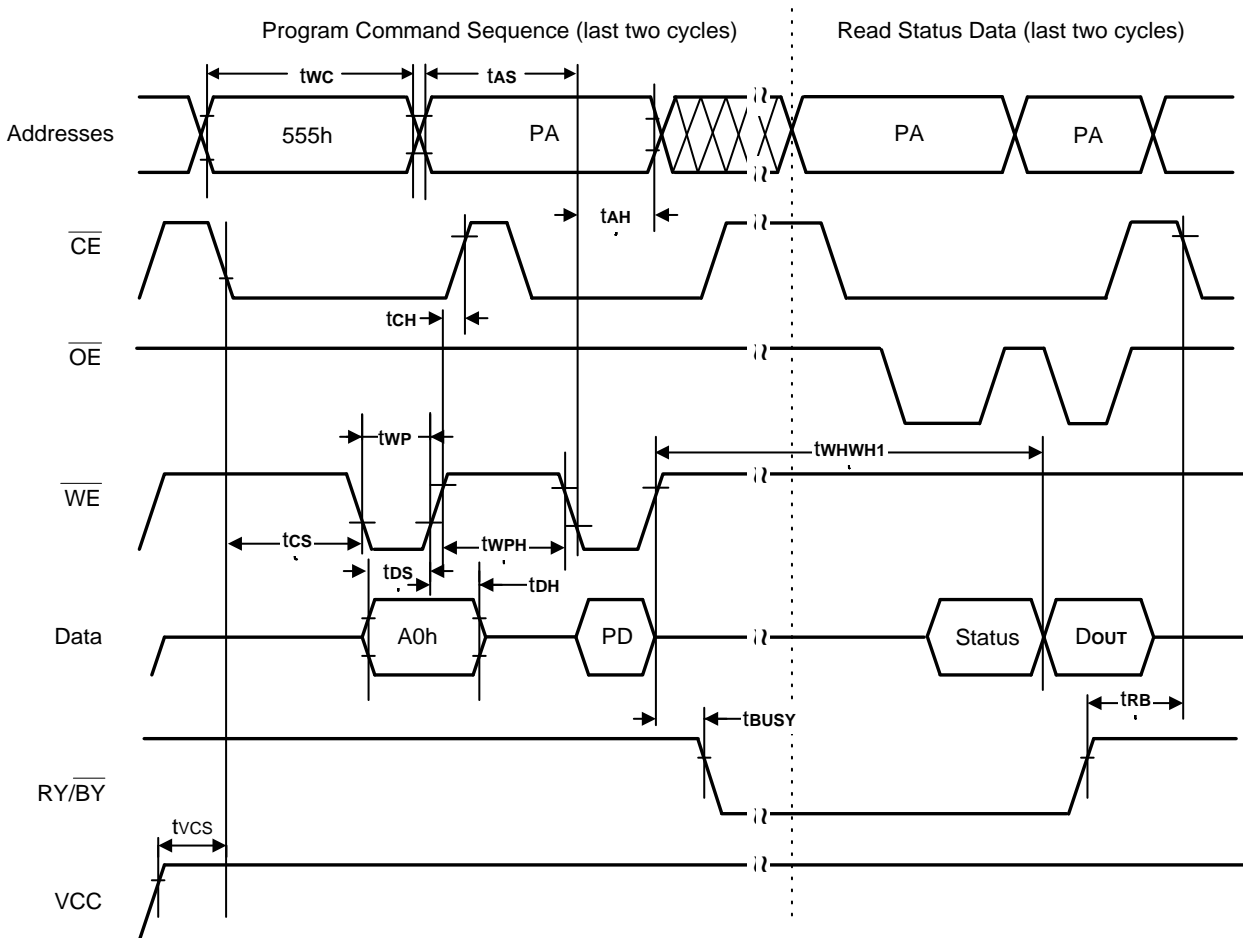 Program Command Sequence (last two cycles)
Read Status Data (last two cycles)
tWC
tAS
Addresses
555h
PA
PA
PA
tAH
CE
tCH
OE
tWP
tWHWH1
WE
tCS
tWPH
tDS
tDH
Data
A0h
PD
Status
DOUT
tBUSY
tRB
RY/BY
tVCS
VCC